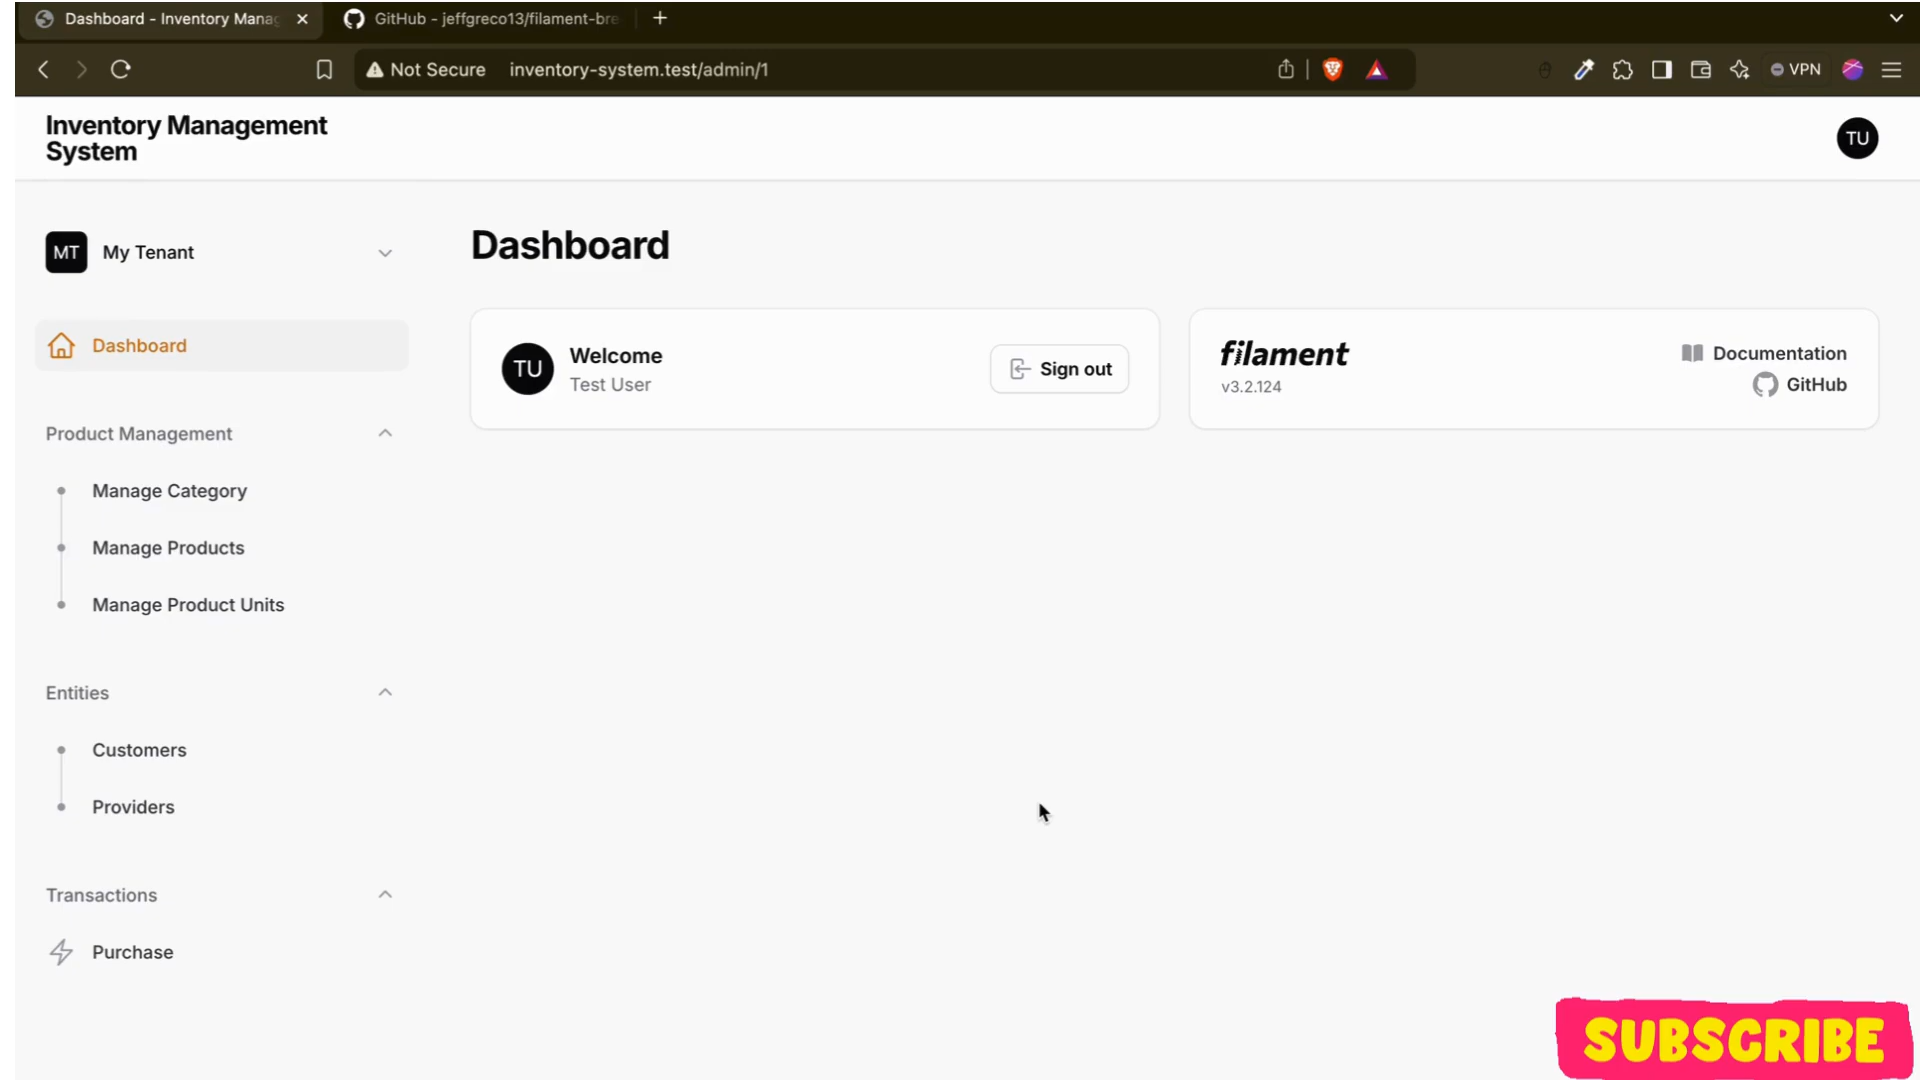 Dashboard - Inventory Manag
GitHub - jeffgreco13/filament-bre
Not Secure
inventory-system.test/admin/1
VPN
Inventory Management
System
TU
MT
My Tenant
Dashboard
Product Management
Manage Category
Manage Products
Manage Product Units
Entities
Customers
Providers
Transactions
Purchase
Dashboard
TU
Welcome
Test User
Sign out
filament
v3.2.124
Documentation
GitHub
SUBSCRIBE